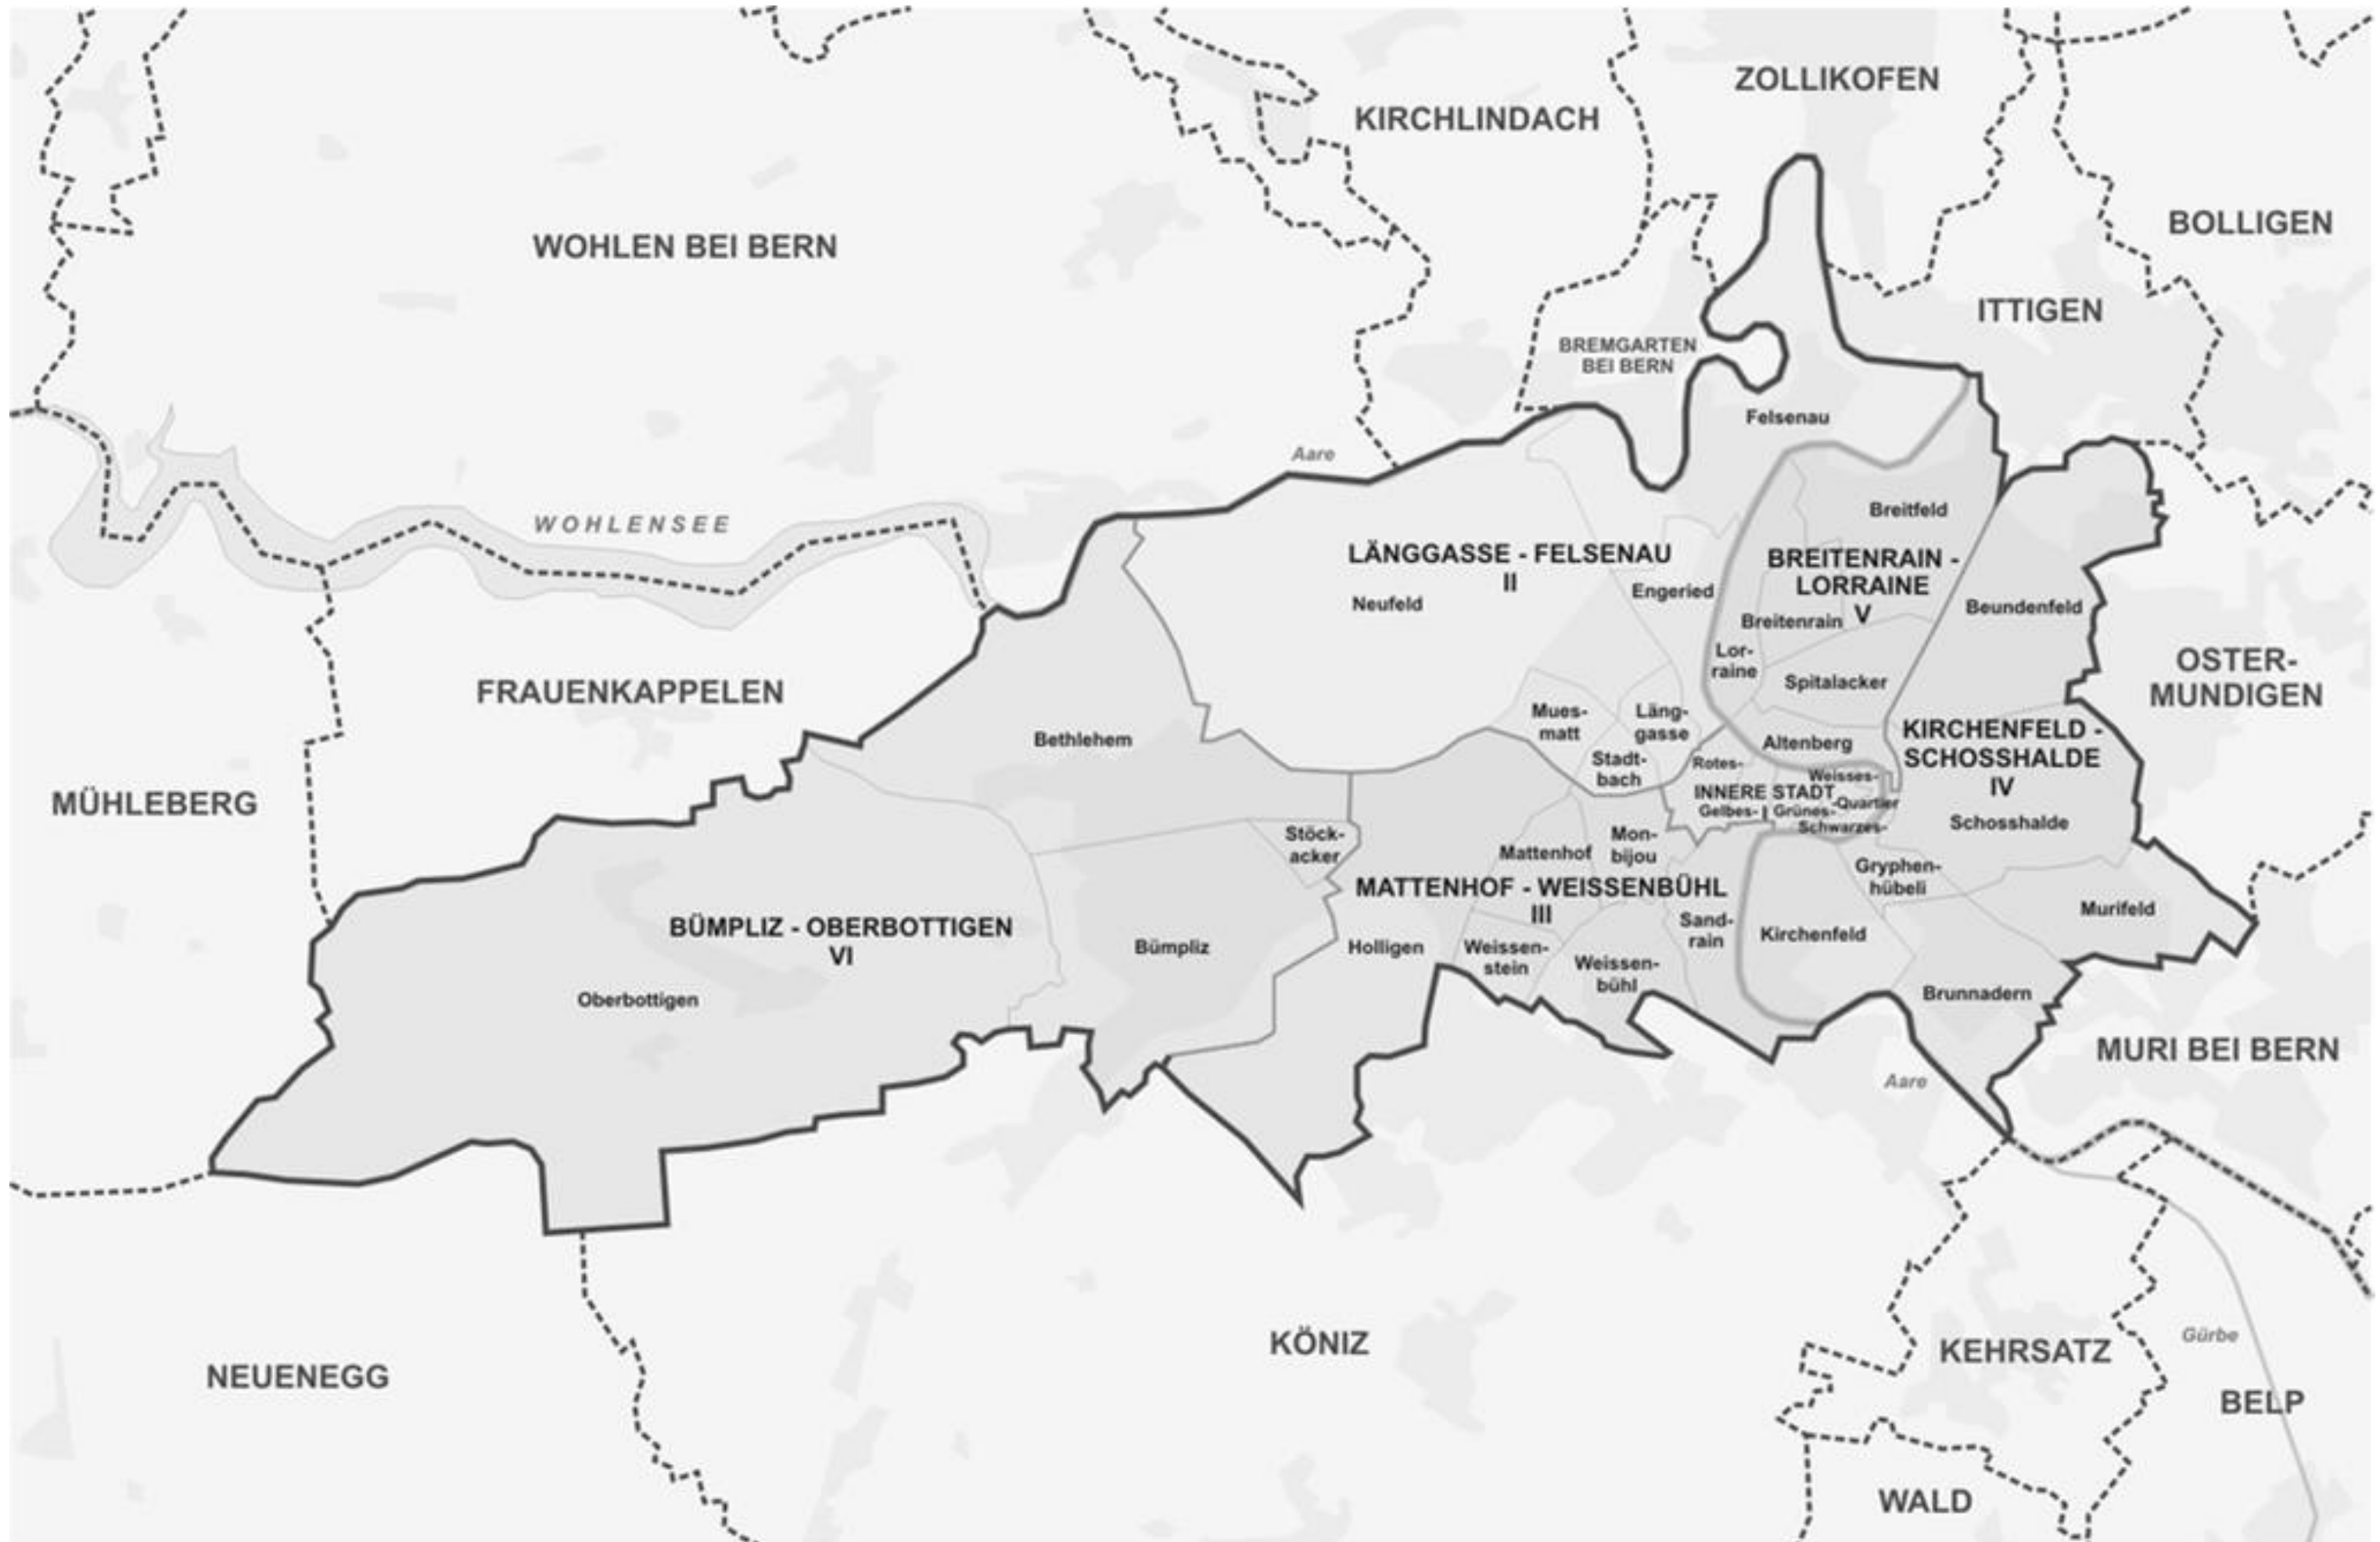 ZOLLIKOFEN
KIRCHLINDACH
BOLLIGEN
WOHLEN BEI BERN
ITTIGEN
BREMGARTEN
BEI BERN
Felsenau
Aare
Breitfeld
WOHLENSEE
LÄNGGASSE - FELSENAU
II
BREITENRAIN -
LORRAINE
V
Engeried
Neufeld
Beundenfeld
Breitenrain
Lor-
raine
OSTER-
MUNDIGEN
Spitalacker
FRAUENKAPPELEN
Mues-
matt
Läng-
gasse
KIRCHENFELD -
SCHOSSHALDE
IV
Bethlehem
Altenberg
Stadt-
bach
Rotes-
Weisses-
INNERE STADT
-Quartier
Gelbes-
Grünes-
Schwarzes-
MÜHLEBERG
Schosshalde
Stöck-
acker
Mon-
bijou
Mattenhof
Gryphen-
hübeli
MATTENHOF - WEISSENBÜHL
III
Murifeld
BÜMPLIZ - OBERBOTTIGEN
VI
Sand-
rain
Kirchenfeld
Bümpliz
Holligen
Weissen-
stein
Weissen-
bühl
Brunnadern
Oberbottigen
MURI BEI BERN
Aare
Gürbe
KÖNIZ
KEHRSATZ
NEUENEGG
BELP
WALD